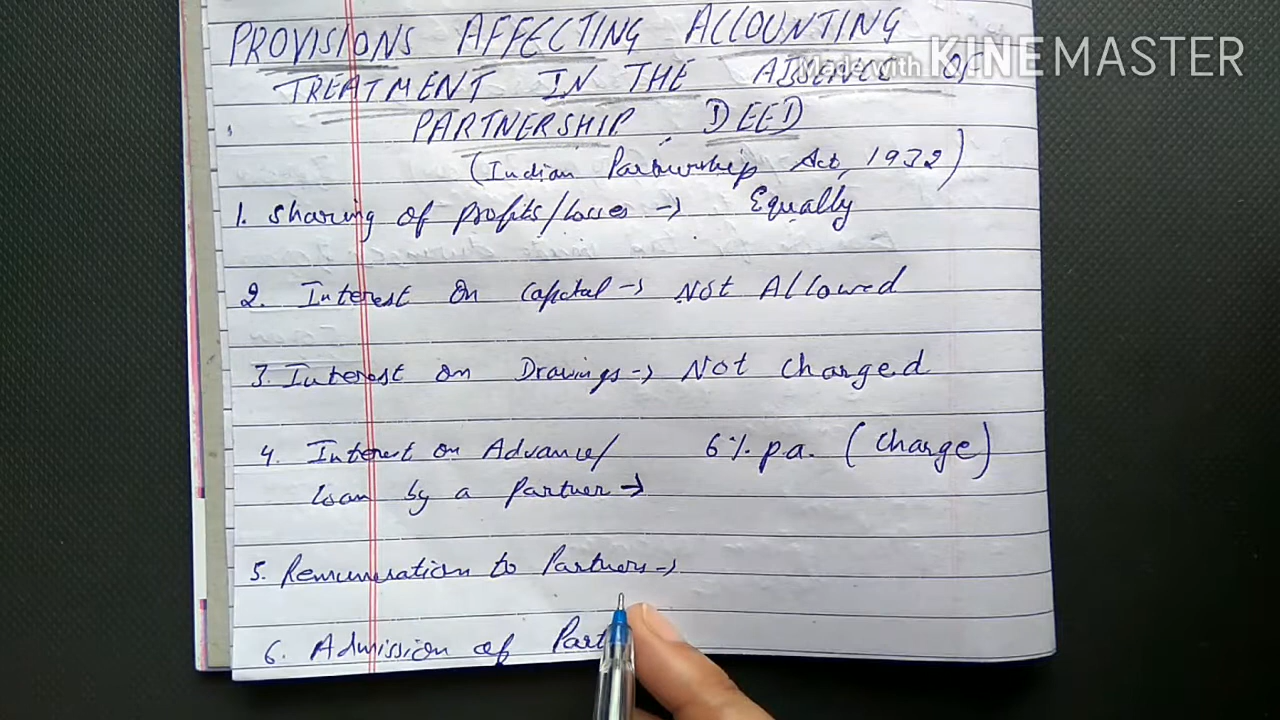 PROVISIONS AFFECTING ACCOUNTING
Made with KINEMASTER
TREATMENT IN THE ABSENCE OF
PARTNERSHIP DEED
(Indian Partnership Act, 1932)
1. Sharing of Profits/Losses → Equally
2. Interest on Capital → Not Allowed
3. Interest on Drawings → Not Charged
4. Interest on Advance/ 6% p.a. (Charge)
Loan by a Partner →
5. Remuneration to Partners →
6. Admission of Part